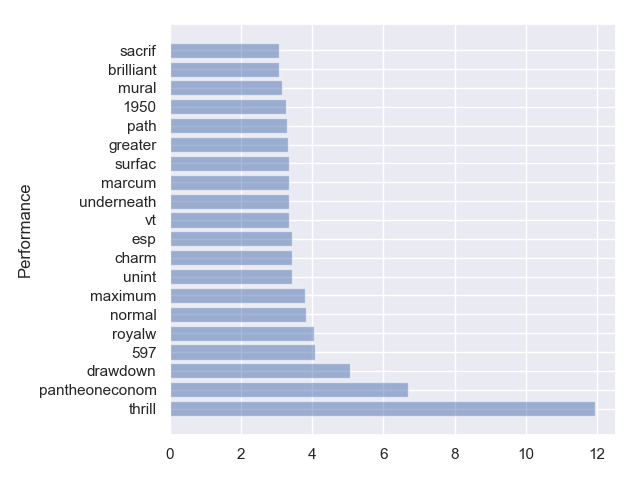 sacrif
brilliant
mural
1950
path
greater
surfac
marcum
underneath
vt
esp
charm
unint
maximum
normal
royalw
597
drawdown
pantheoneconom
thrill
Performance
0 2 4 6 8 10 12